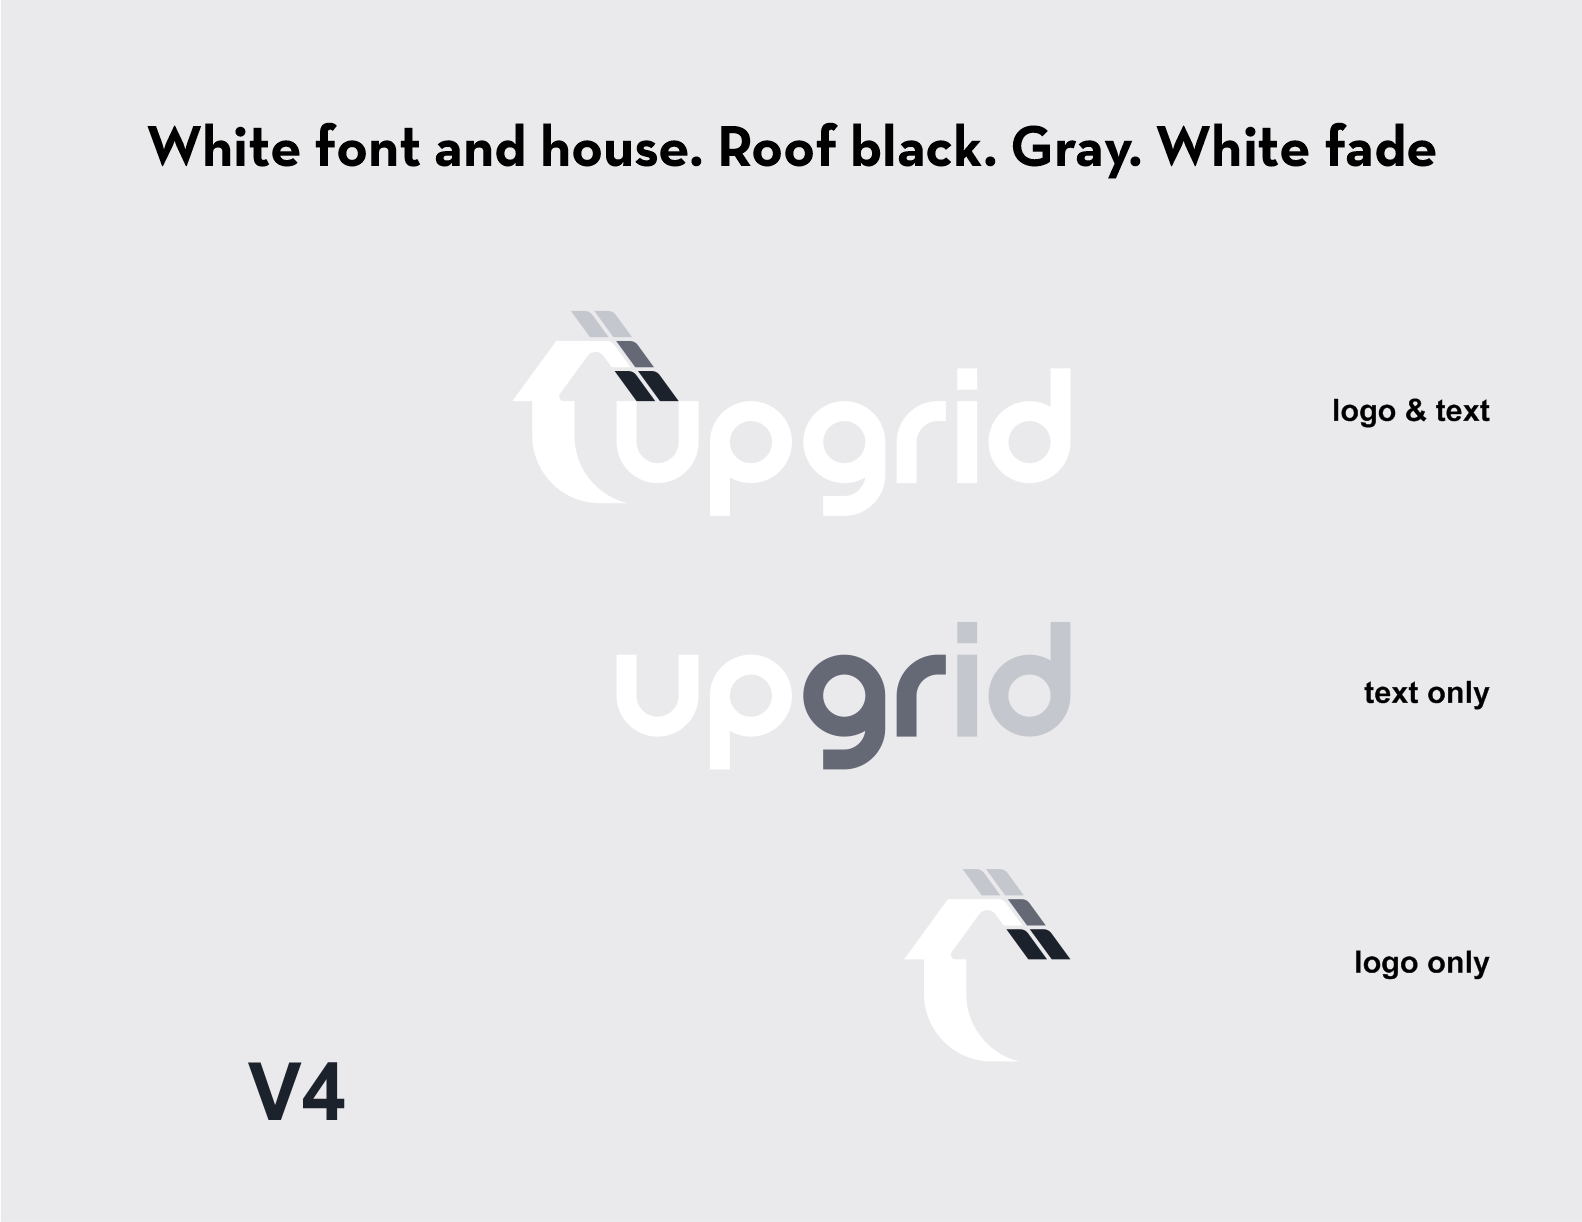 White font and house. Roof black. Gray. White fade
upgrid
logo & text
upgrid
text only
logo only
V4